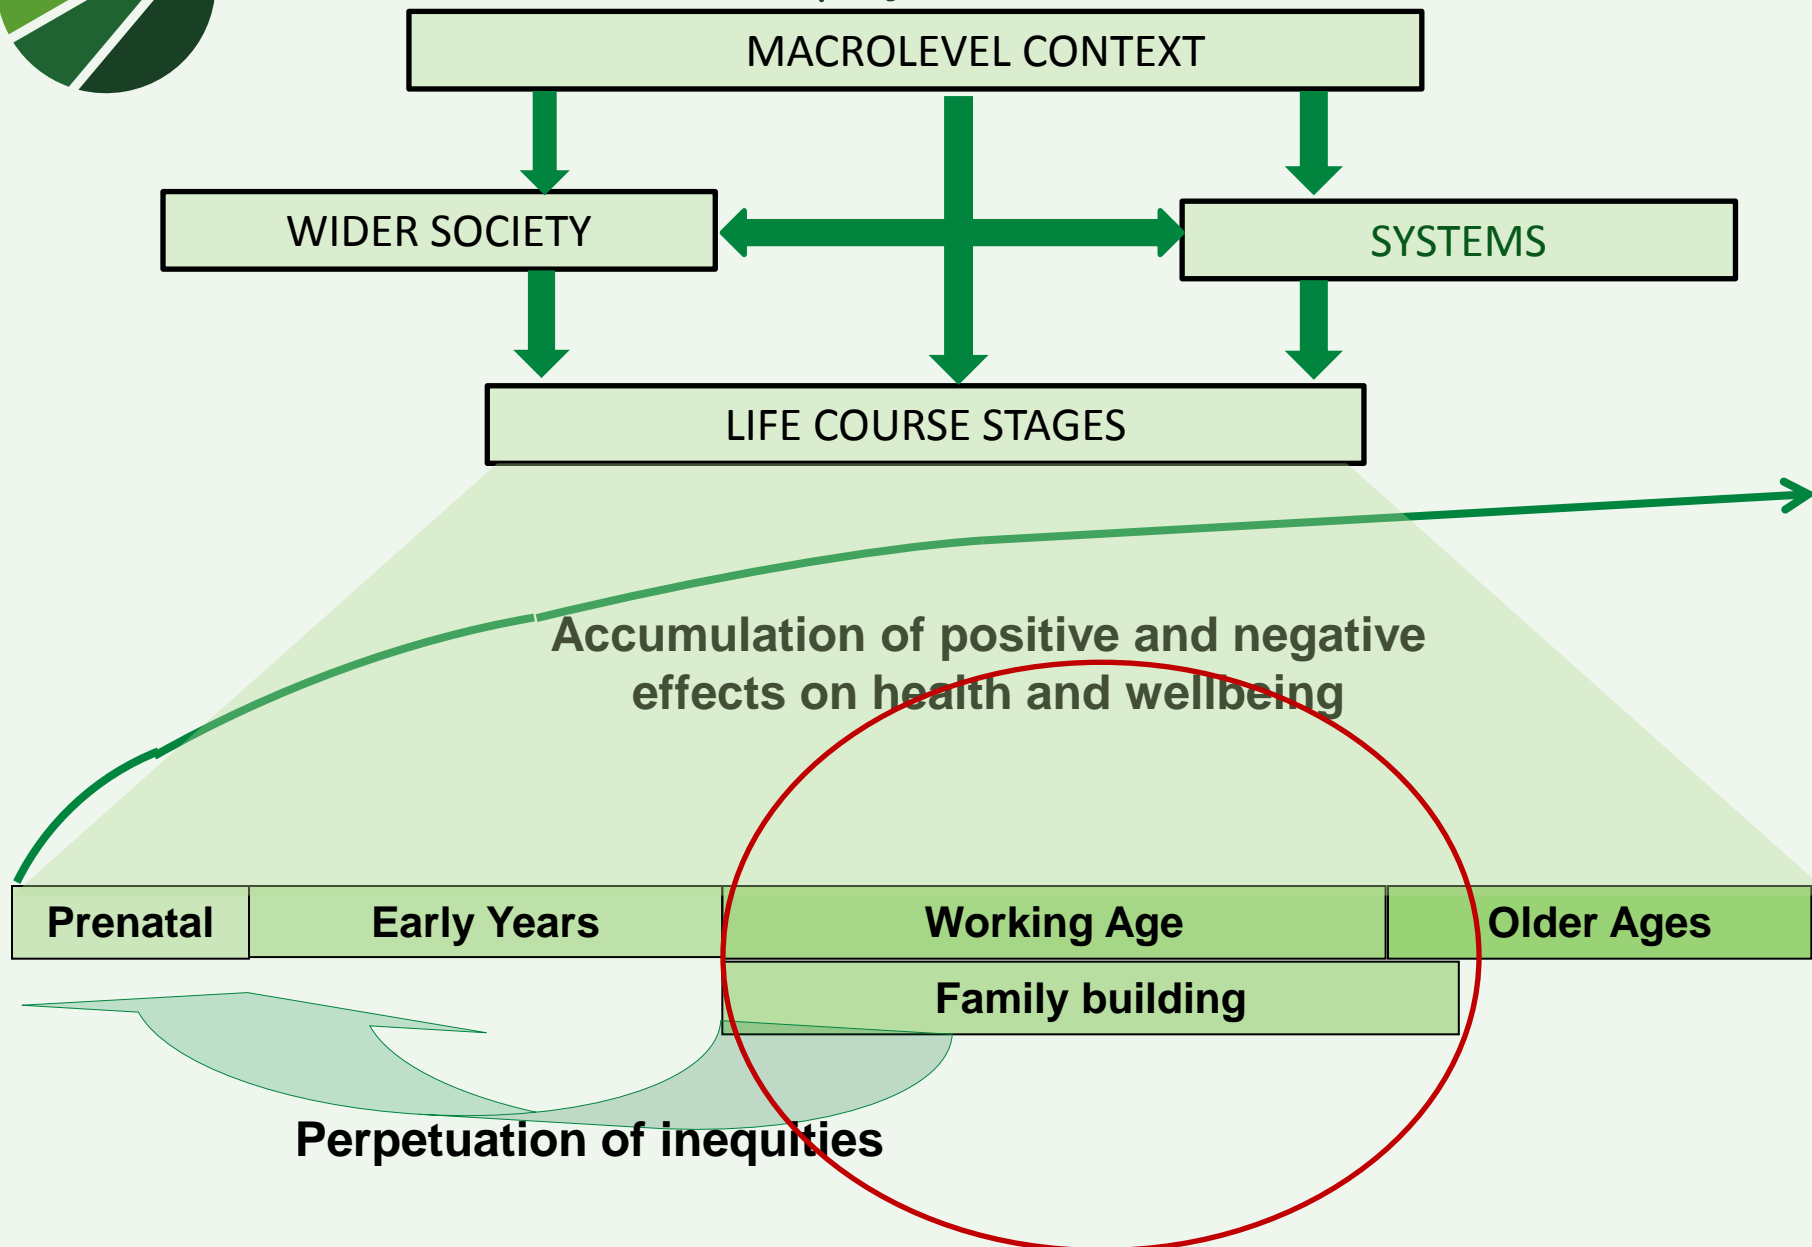 MACROLEVEL CONTEXT
WIDER SOCIETY
SYSTEMS
LIFE COURSE STAGES
Accumulation of positive and negative
effects on health and wellbeing
Prenatal
Early Years
Working Age
Older Ages
Family building
Perpetuation of inequities